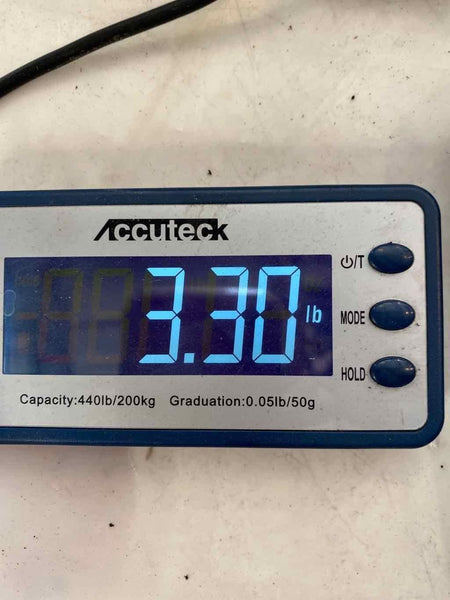 Accuteck
3.30 lb
⏻/T
MODE
HOLD
Capacity:440lb/200kg Graduation:0.05lb/50g